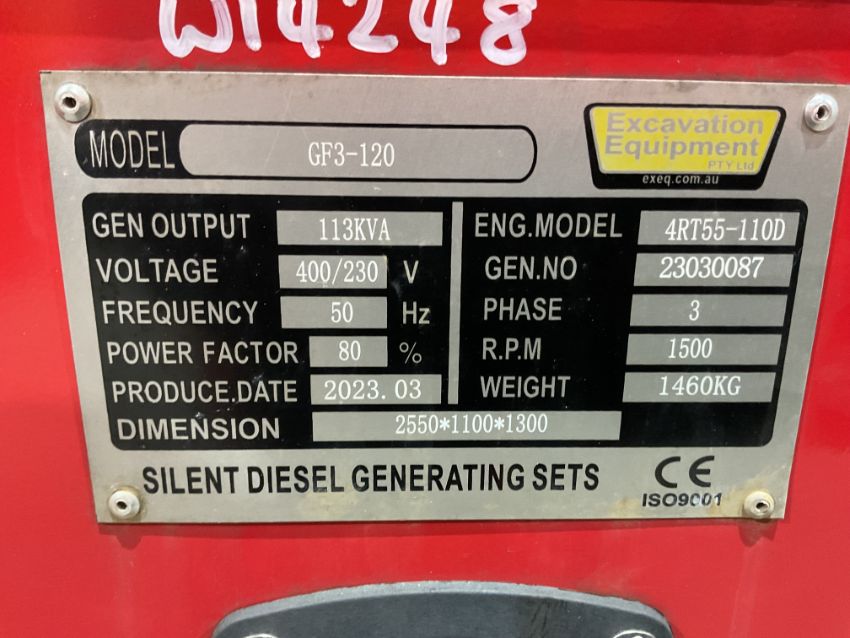 W14248
MODEL GF3-120
Excavation
Equipment
PTY Ltd
exeq.com.au
GEN OUTPUT 113KVA
VOLTAGE 400/230 V
FREQUENCY 50 Hz
POWER FACTOR 80 %
PRODUCE.DATE 2023.03
DIMENSION 2550*1100*1300
ENG.MODEL 4RT55-110D
GEN.NO 23030087
PHASE 3
R.P.M 1500
WEIGHT 1460KG
SILENT DIESEL GENERATING SETS
CE
ISO9001